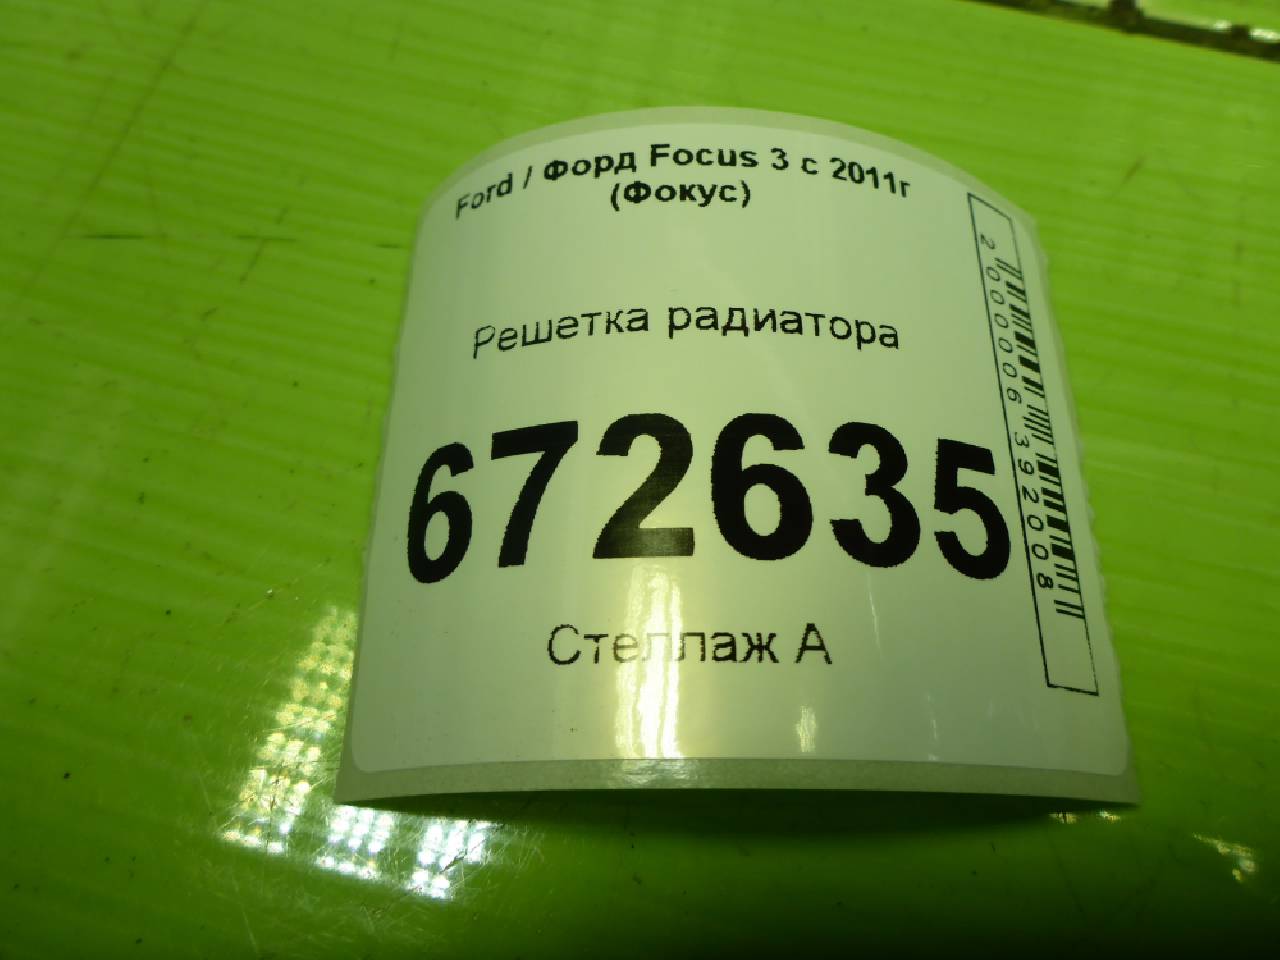 Ford / Форд Focus 3 с 2011г
(Фокус)
Решетка радиатора
672635
Стеллаж А
2000006392008